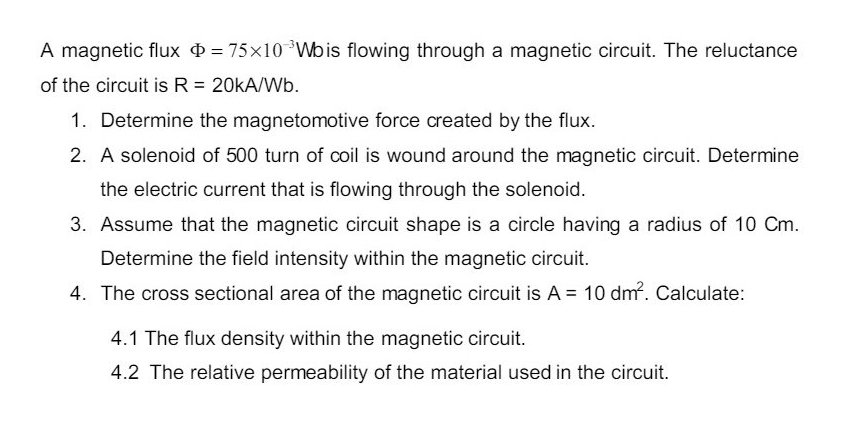 A magnetic flux Φ = 75×10⁻³Wb is flowing through a magnetic circuit. The reluctance
of the circuit is R = 20kA/Wb.
1. Determine the magnetomotive force created by the flux.
2. A solenoid of 500 turn of coil is wound around the magnetic circuit. Determine
the electric current that is flowing through the solenoid.
3. Assume that the magnetic circuit shape is a circle having a radius of 10 Cm.
Determine the field intensity within the magnetic circuit.
4. The cross sectional area of the magnetic circuit is A = 10 dm². Calculate:
4.1 The flux density within the magnetic circuit.
4.2 The relative permeability of the material used in the circuit.